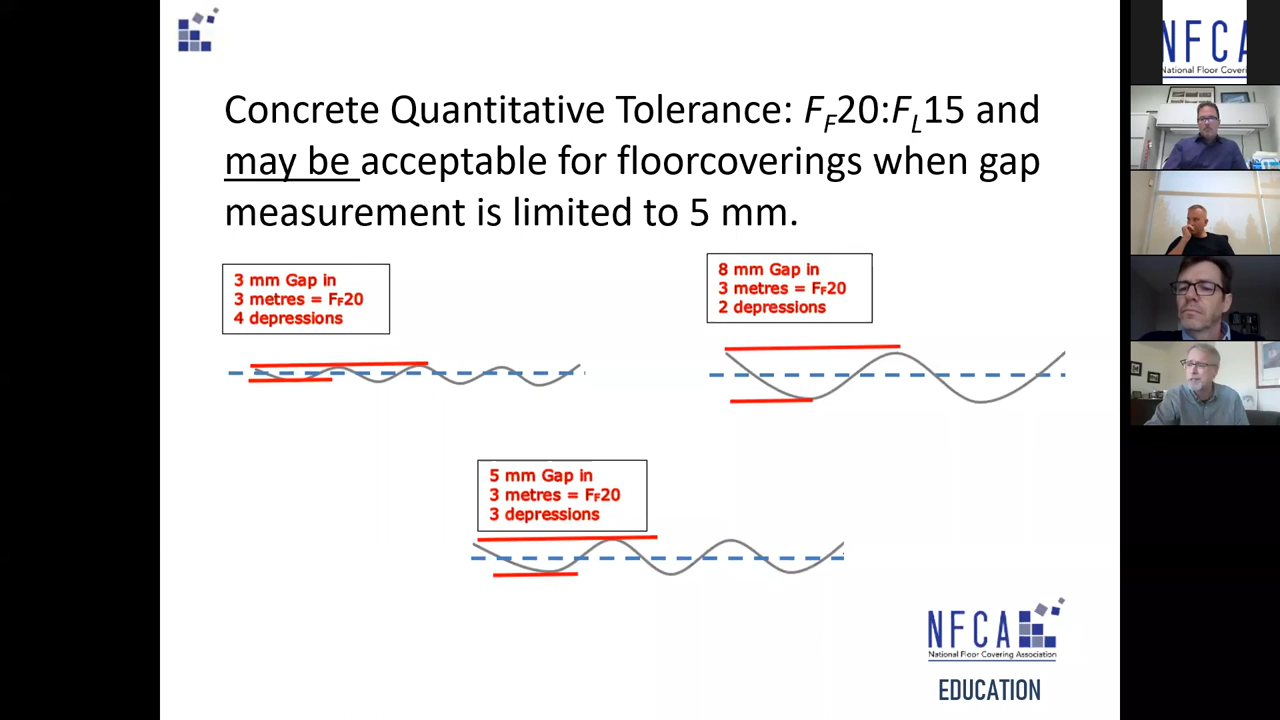 Concrete Quantitative Tolerance: FF20:FL15 and
may be acceptable for floorcoverings when gap
measurement is limited to 5 mm.
3 mm Gap in
3 metres = FF20
4 depressions
8 mm Gap in
3 metres = FF20
2 depressions
5 mm Gap in
3 metres = FF20
3 depressions
NFCA
National Floor Covering Association
EDUCATION
NFCA
National Floor Coveri